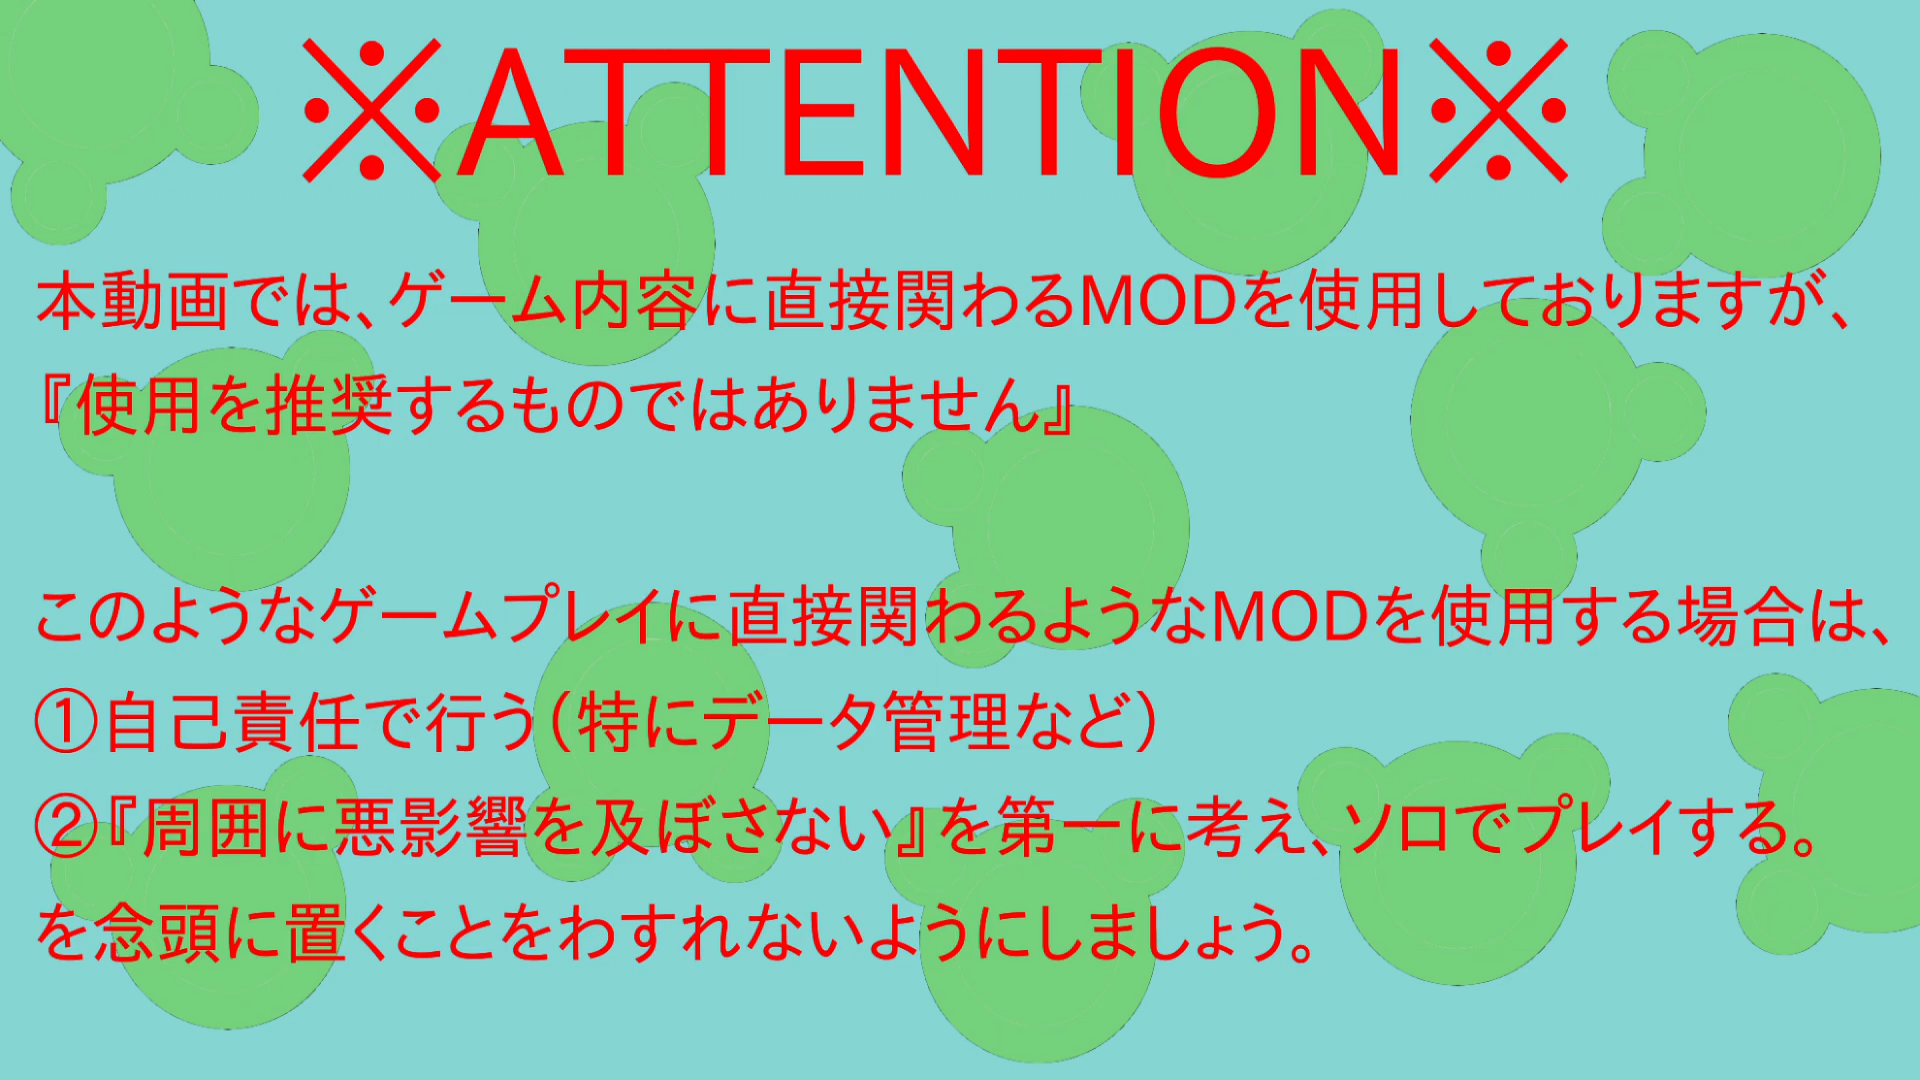 ※ATTENTION※
本動画では、ゲーム内容に直接関わるMODを使用しておりますが、
『使用を推奨するものではありません』
このようなゲームプレイに直接関わるようなMODを使用する場合は、
①自己責任で行う（特にデータ管理など）
②『周囲に悪影響を及ぼさない』を第一に考え、ソロでプレイする。
を念頭に置くことをわすれないようにしましょう。